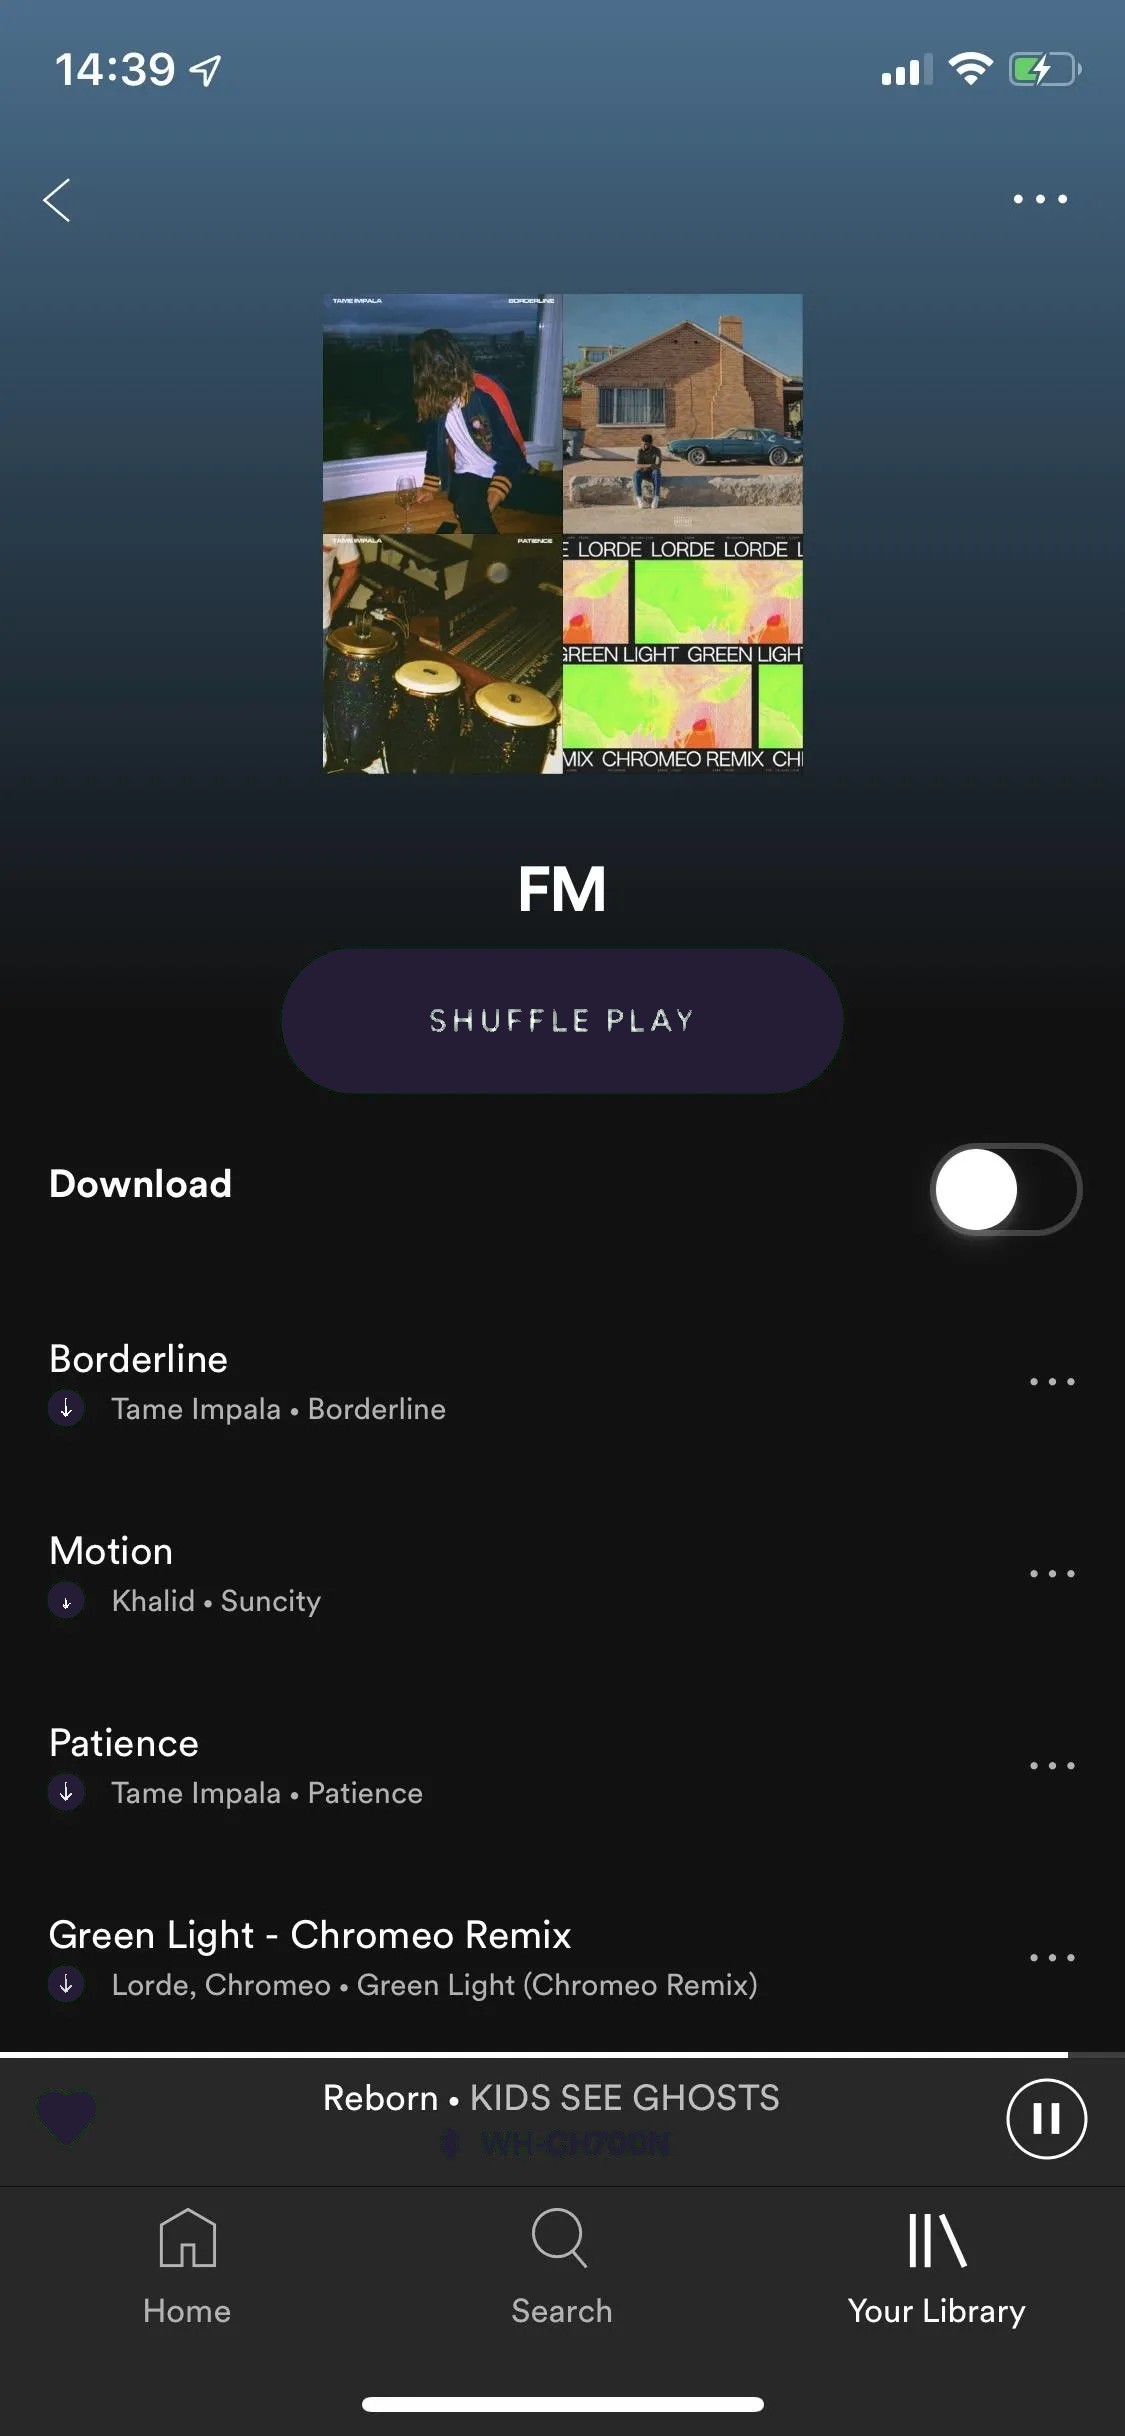 14:39
TAME IMPALA BORDERLINE
TAME IMPALA PATIENCE
E LORDE LORDE LORDE L
GREEN LIGHT GREEN LIGHT
MIX CHROMEO REMIX CH
FM
SHUFFLE PLAY
Download
Borderline
Tame Impala • Borderline
Motion
Khalid • Suncity
Patience
Tame Impala • Patience
Green Light - Chromeo Remix
Lorde, Chromeo • Green Light (Chromeo Remix)
Reborn • KIDS SEE GHOSTS
WH-CH700N
Home
Search
Your Library